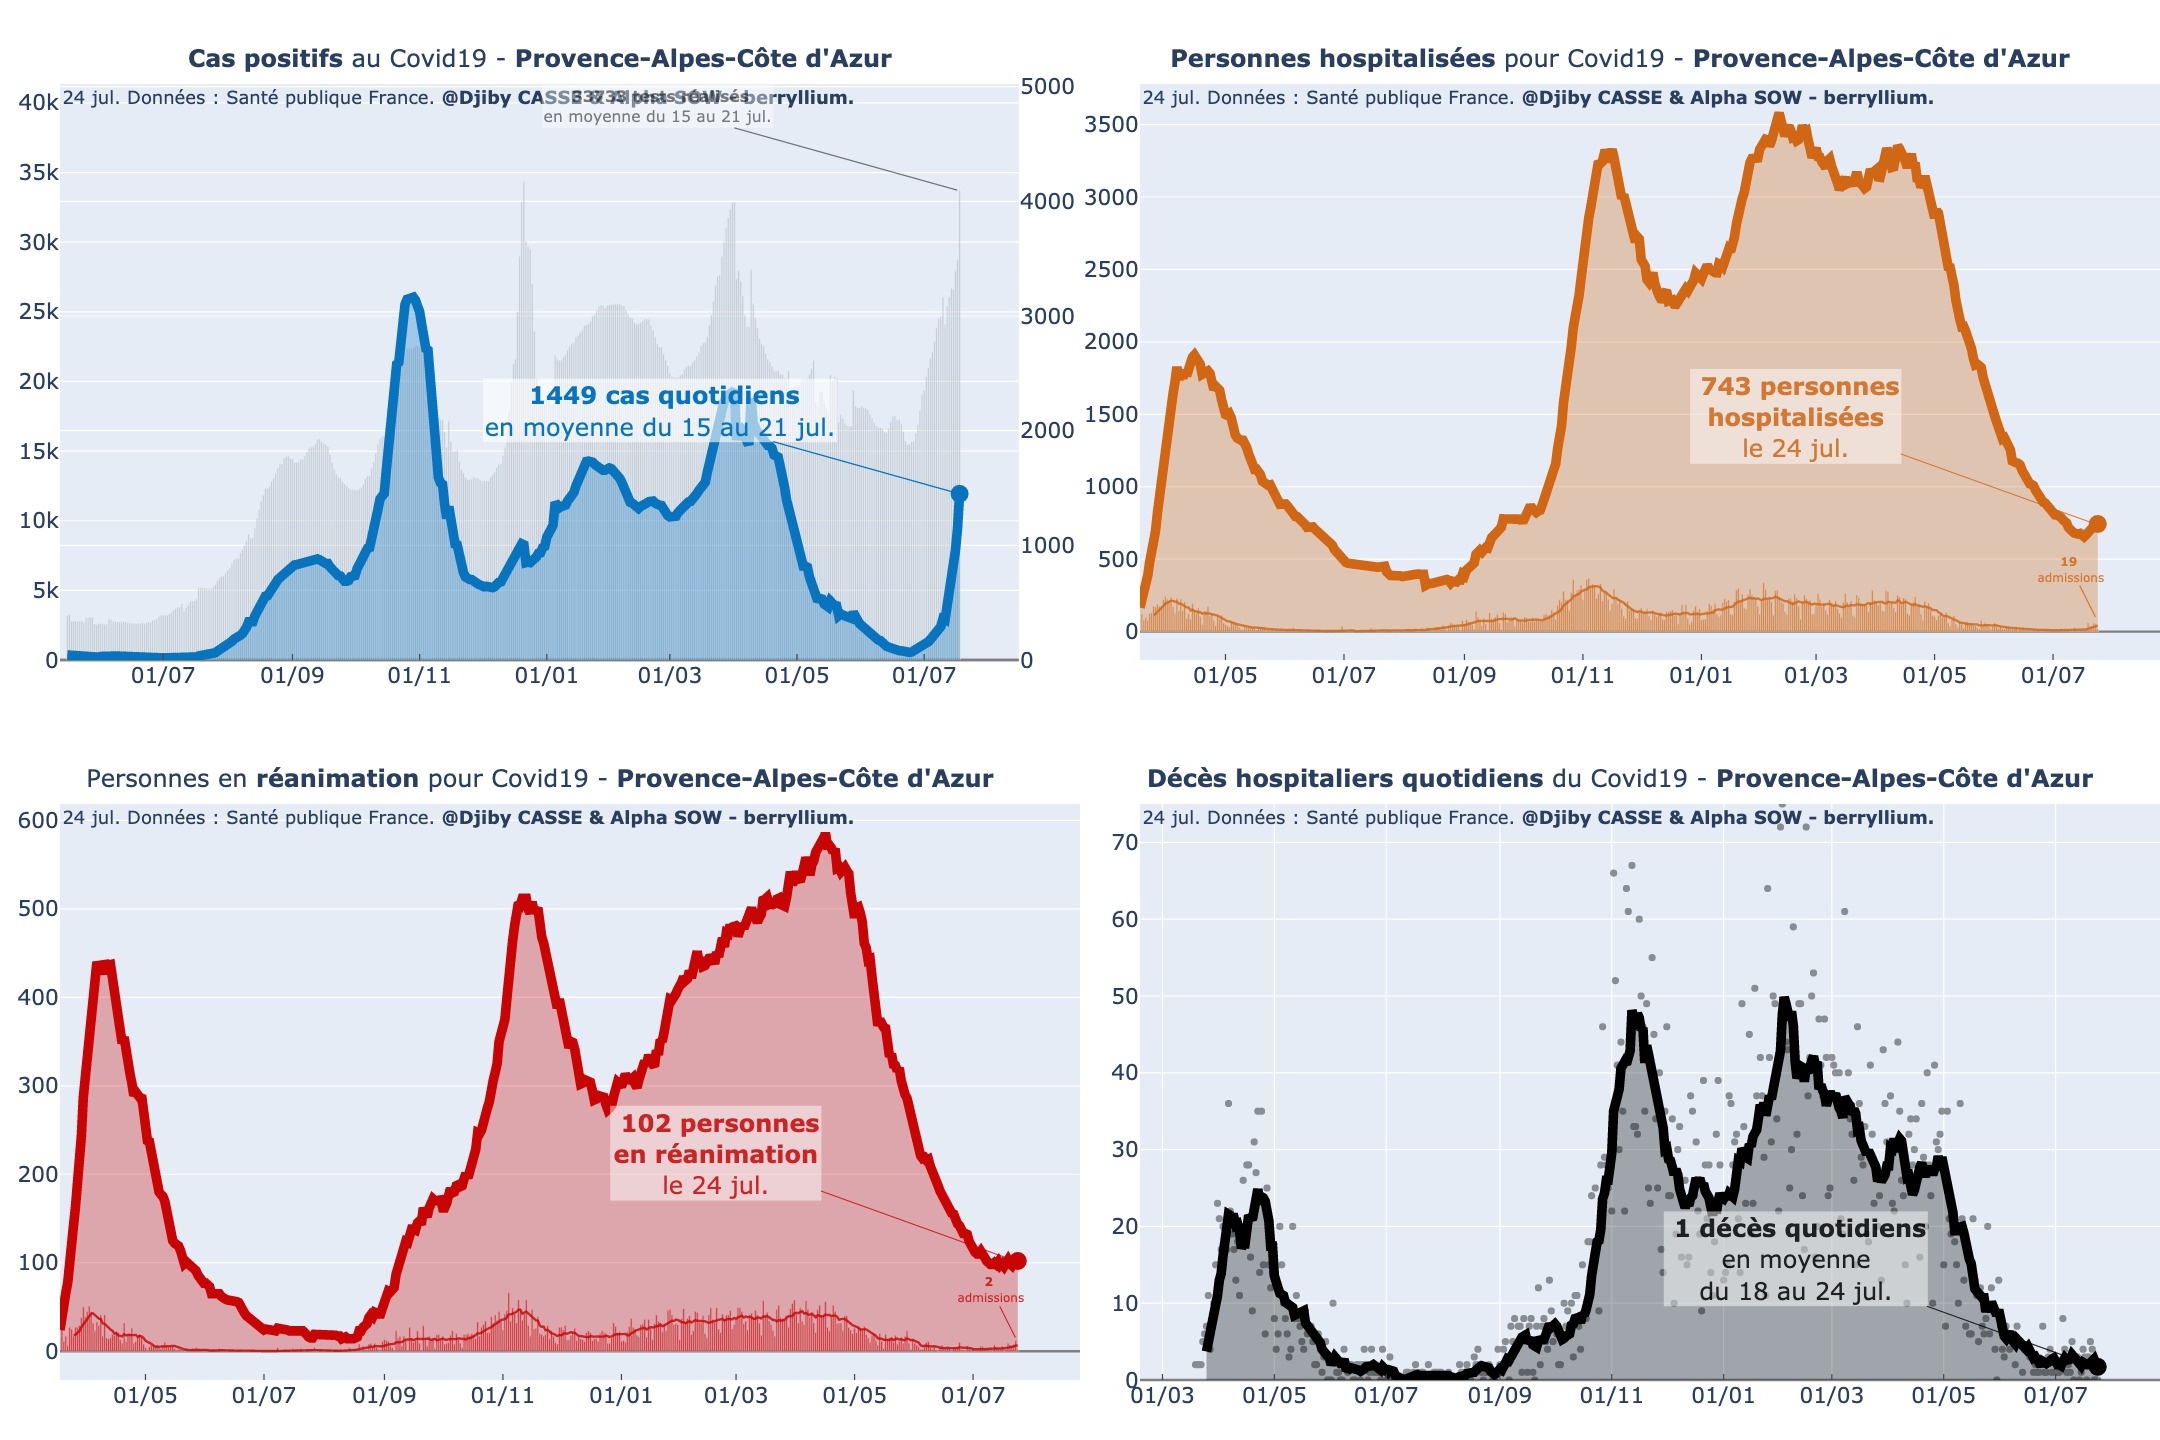 Cas positifs au Covid19 - Provence-Alpes-Côte d'Azur
24 jul. Données : Santé publique France. @Djiby CASSE & Alpha SOW - berryllium.
en moyenne du 15 au 21 jul.
40k
35k
30k
25k
20k
15k
10k
5k
0
5000
4000
3000
2000
1000
0
1449 cas quotidiens
en moyenne du 15 au 21 jul.
01/07 01/09 01/11 01/01 01/03 01/05 01/07
Personnes hospitalisées pour Covid19 - Provence-Alpes-Côte d'Azur
24 jul. Données : Santé publique France. @Djiby CASSE & Alpha SOW - berryllium.
3500
3000
2500
2000
1500
1000
500
0
743 personnes
hospitalisées
le 24 jul.
19
admissions
01/05 01/07 01/09 01/11 01/01 01/03 01/05 01/07
Personnes en réanimation pour Covid19 - Provence-Alpes-Côte d'Azur
24 jul. Données : Santé publique France. @Djiby CASSE & Alpha SOW - berryllium.
600
500
400
300
200
100
0
102 personnes
en réanimation
le 24 jul.
2
admissions
01/05 01/07 01/09 01/11 01/01 01/03 01/05 01/07
Décès hospitaliers quotidiens du Covid19 - Provence-Alpes-Côte d'Azur
24 jul. Données : Santé publique France. @Djiby CASSE & Alpha SOW - berryllium.
70
60
50
40
30
20
10
0
1 décès quotidiens
en moyenne
du 18 au 24 jul.
01/03 01/05 01/07 01/09 01/11 01/01 01/03 01/05 01/07